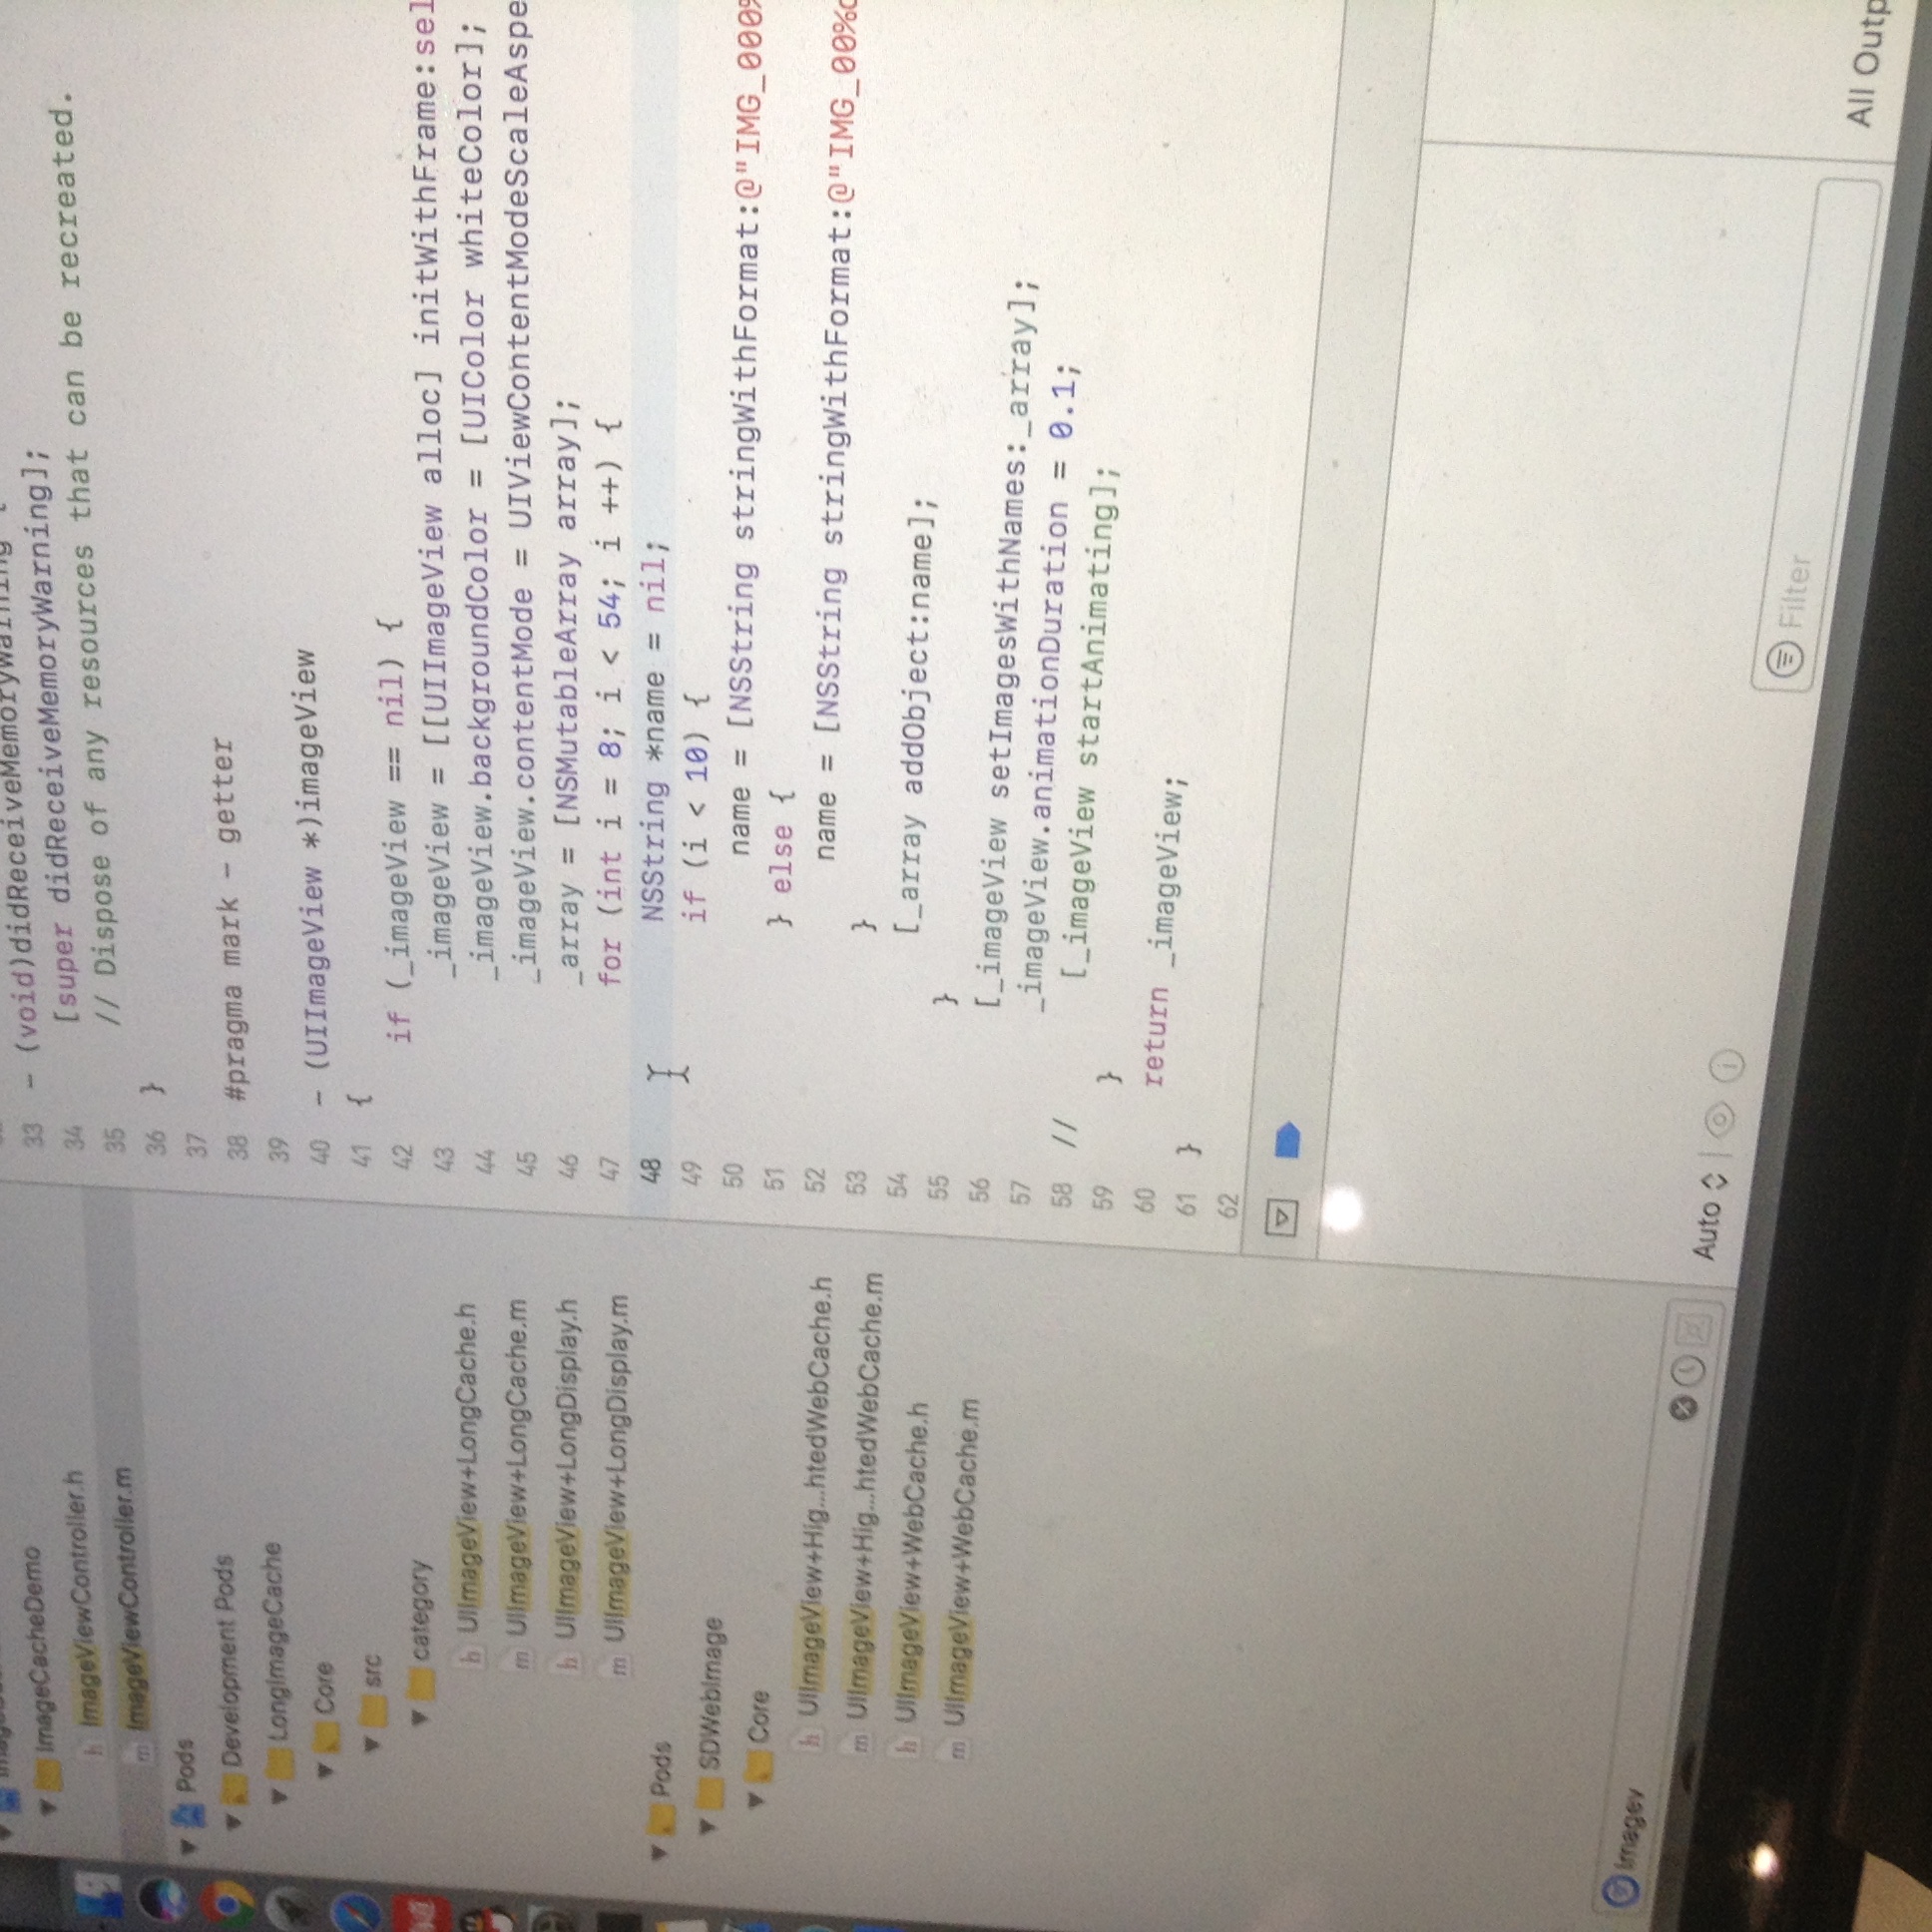 ImageCacheDemo
h ImageViewController.h
m ImageViewController.m
Pods
Development Pods
LongImageCache
Core
src
category
h UIImageView+LongCache.h
m UIImageView+LongCache.m
h UIImageView+LongDisplay.h
m UIImageView+LongDisplay.m
Pods
SDWebImage
Core
h UIImageView+Hig...htedWebCache.h
m UIImageView+Hig...htedWebCache.m
h UIImageView+WebCache.h
m UIImageView+WebCache.m
Imagev
33 - (void)didReceiveMemoryWarning {
34 [super didReceiveMemoryWarning];
35 // Dispose of any resources that can be recreated.
36 }
37
38 #pragma mark - getter
39
40 - (UIImageView *)imageView
41 {
42 if (_imageView == nil) {
43 _imageView = [[UIImageView alloc] initWithFrame:sel
44 _imageView.backgroundColor = [UIColor whiteColor];
45 _imageView.contentMode = UIViewContentModeScaleAspe
46 _array = [NSMutableArray array];
47 for (int i = 8; i < 54; i ++) {
48 NSString *name = nil;
49 if (i < 10) {
50 name = [NSString stringWithFormat:@"IMG_000%
51 } else {
52 name = [NSString stringWithFormat:@"IMG_00%d
53 }
54 [_array addObject:name];
55 }
56 [_imageView setImagesWithNames:_array];
57 _imageView.animationDuration = 0.1;
58 // [_imageView startAnimating];
59 }
60 return _imageView;
61 }
62
Auto
Filter
All Outp